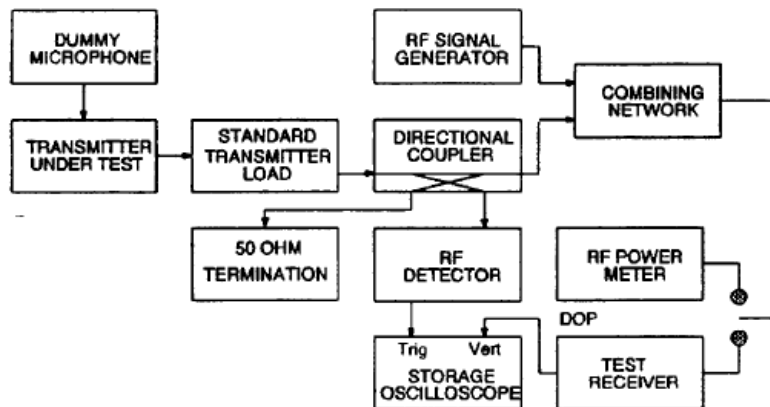 DUMMY
MICROPHONE
RF SIGNAL
GENERATOR
COMBINING
NETWORK
TRANSMITTER
UNDER TEST
STANDARD
TRANSMITTER
LOAD
DIRECTIONAL
COUPLER
50 OHM
TERMINATION
RF
DETECTOR
RF POWER
METER
DOP
Trig Vert
STORAGE
OSCILLOSCOPE
TEST
RECEIVER